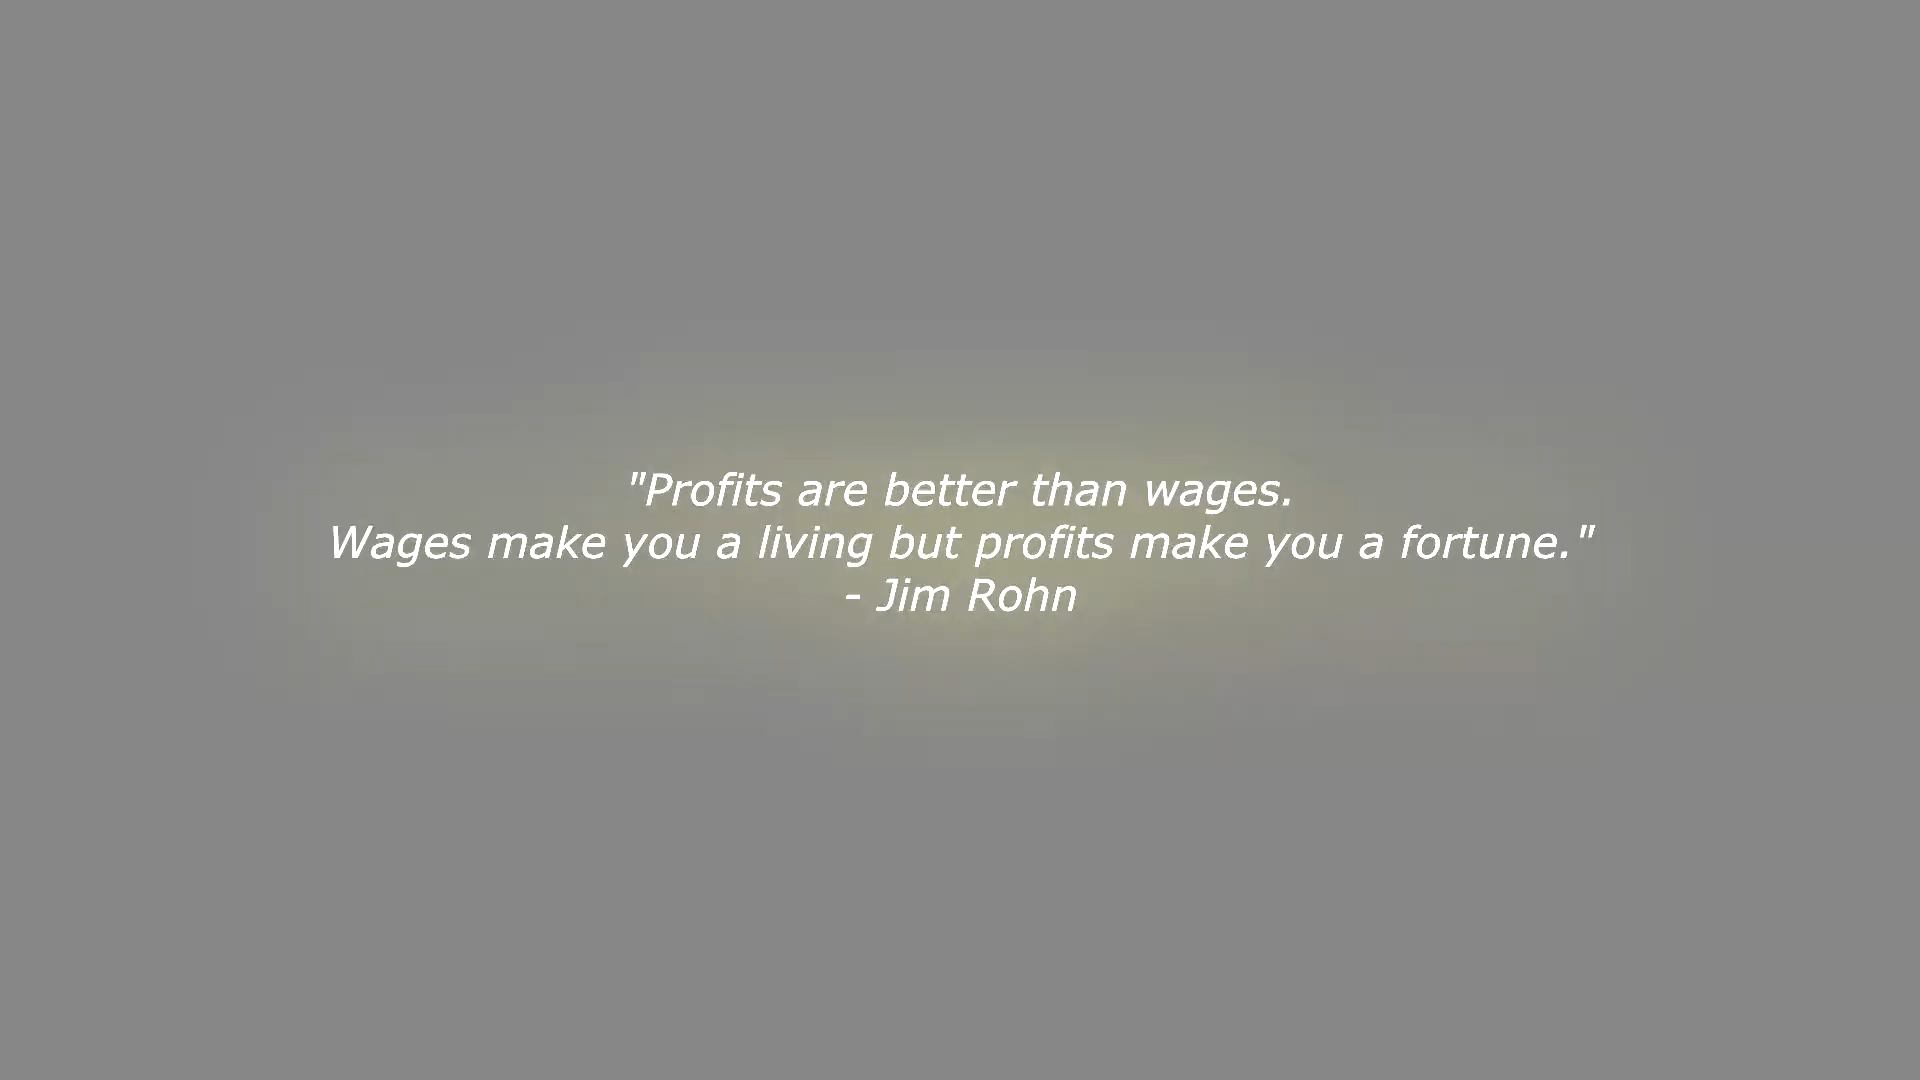 "Profits are better than wages.
Wages make you a living but profits make you a fortune."
- Jim Rohn